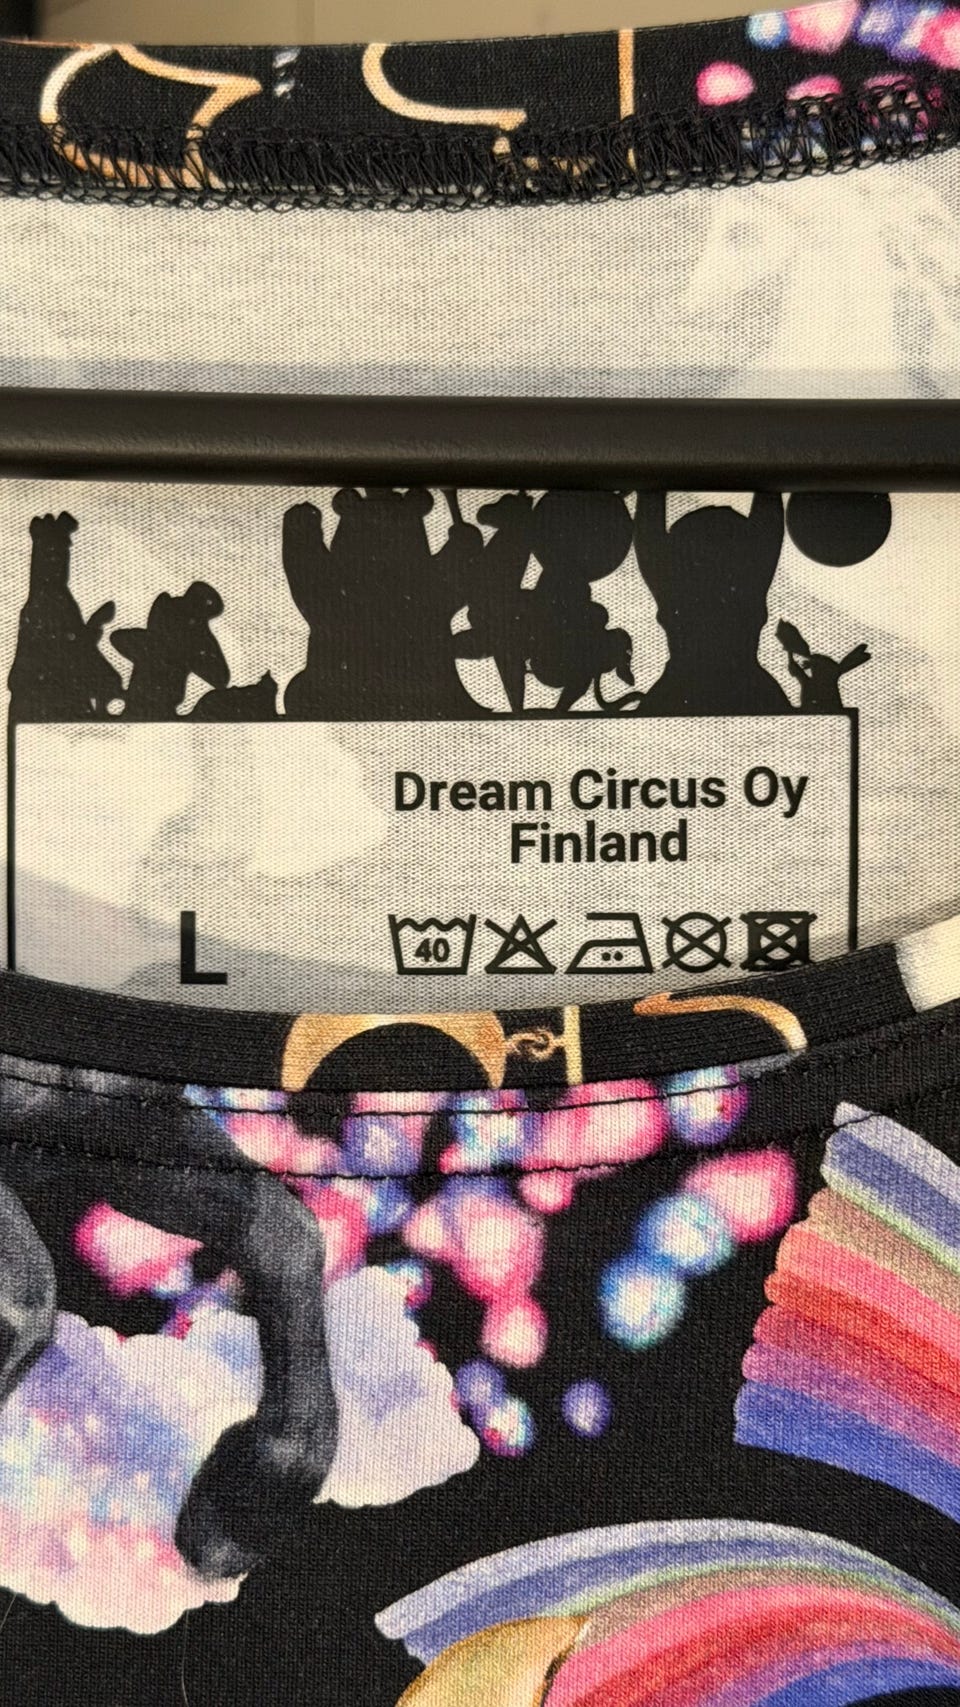 Dream Circus Oy
Finland
L
40